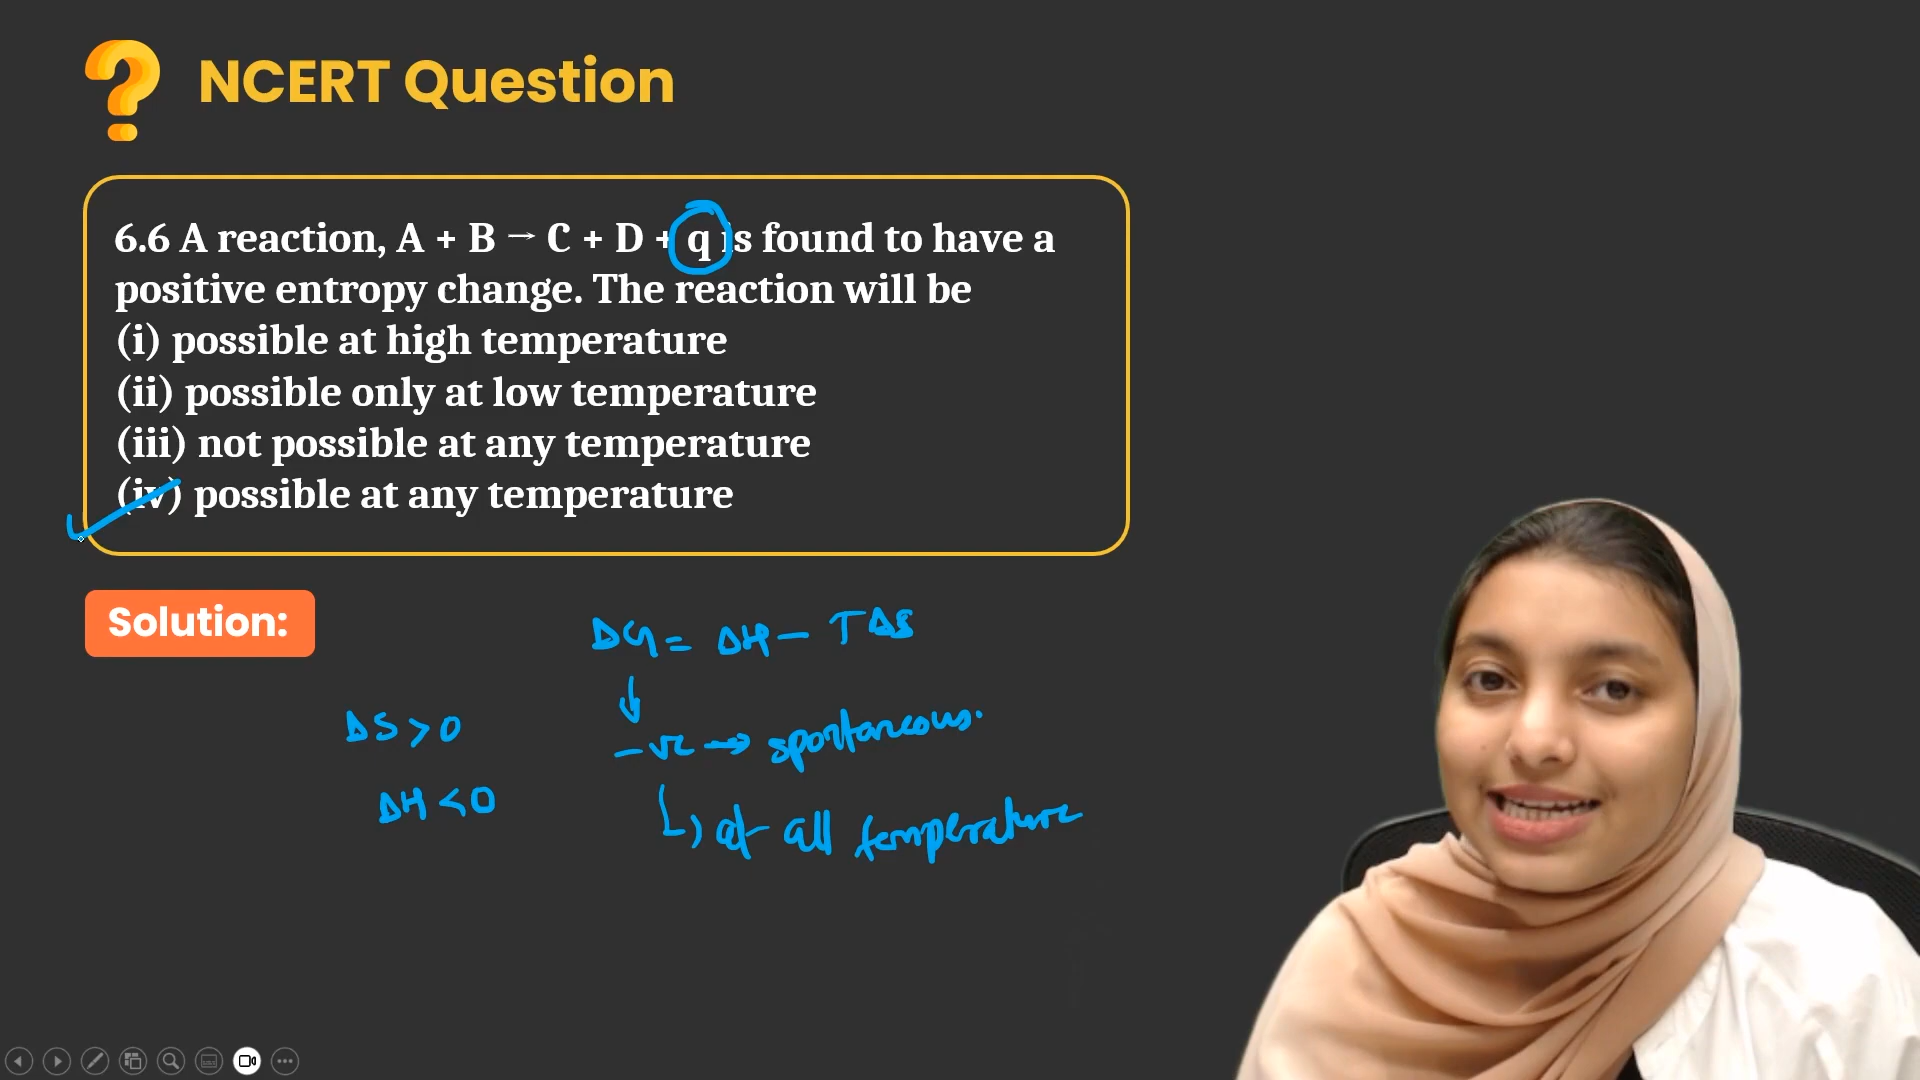 NCERT Question
6.6 A reaction, A + B → C + D + q is found to have a
positive entropy change. The reaction will be
(i) possible at high temperature
(ii) possible only at low temperature
(iii) not possible at any temperature
(iv) possible at any temperature
Solution:
ΔG = ΔH - TΔS
ΔS > 0
-ve → spontaneous.
ΔH < 0
at all temperature